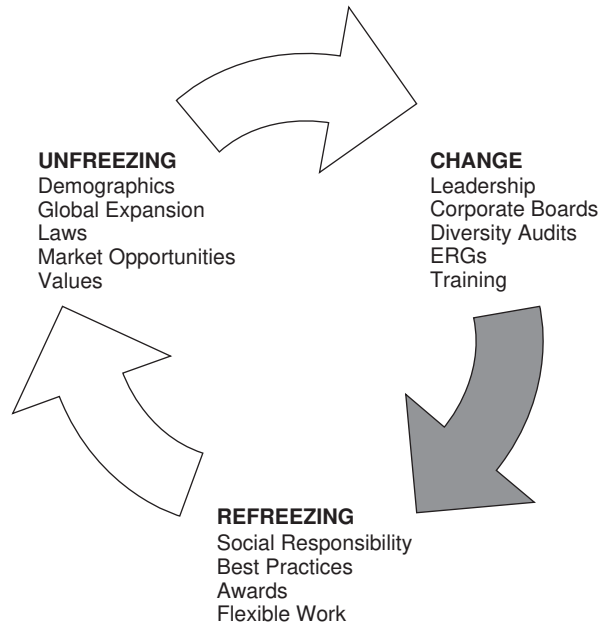 UNFREEZING
Demographics
Global Expansion
Laws
Market Opportunities
Values
CHANGE
Leadership
Corporate Boards
Diversity Audits
ERGs
Training
REFREEZING
Social Responsibility
Best Practices
Awards
Flexible Work